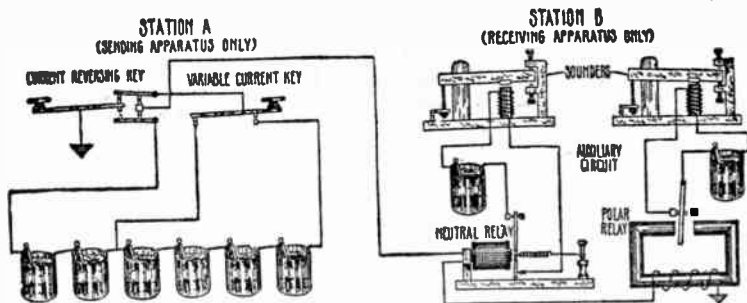 STATION A
(SENDING APPARATUS ONLY)
CURRENT REVERSING KEY
VARIABLE CURRENT KEY
STATION B
(RECEIVING APPARATUS ONLY)
SOUNDERS
AUXILIARY
CIRCUIT
NEUTRAL RELAY
POLAR
RELAY